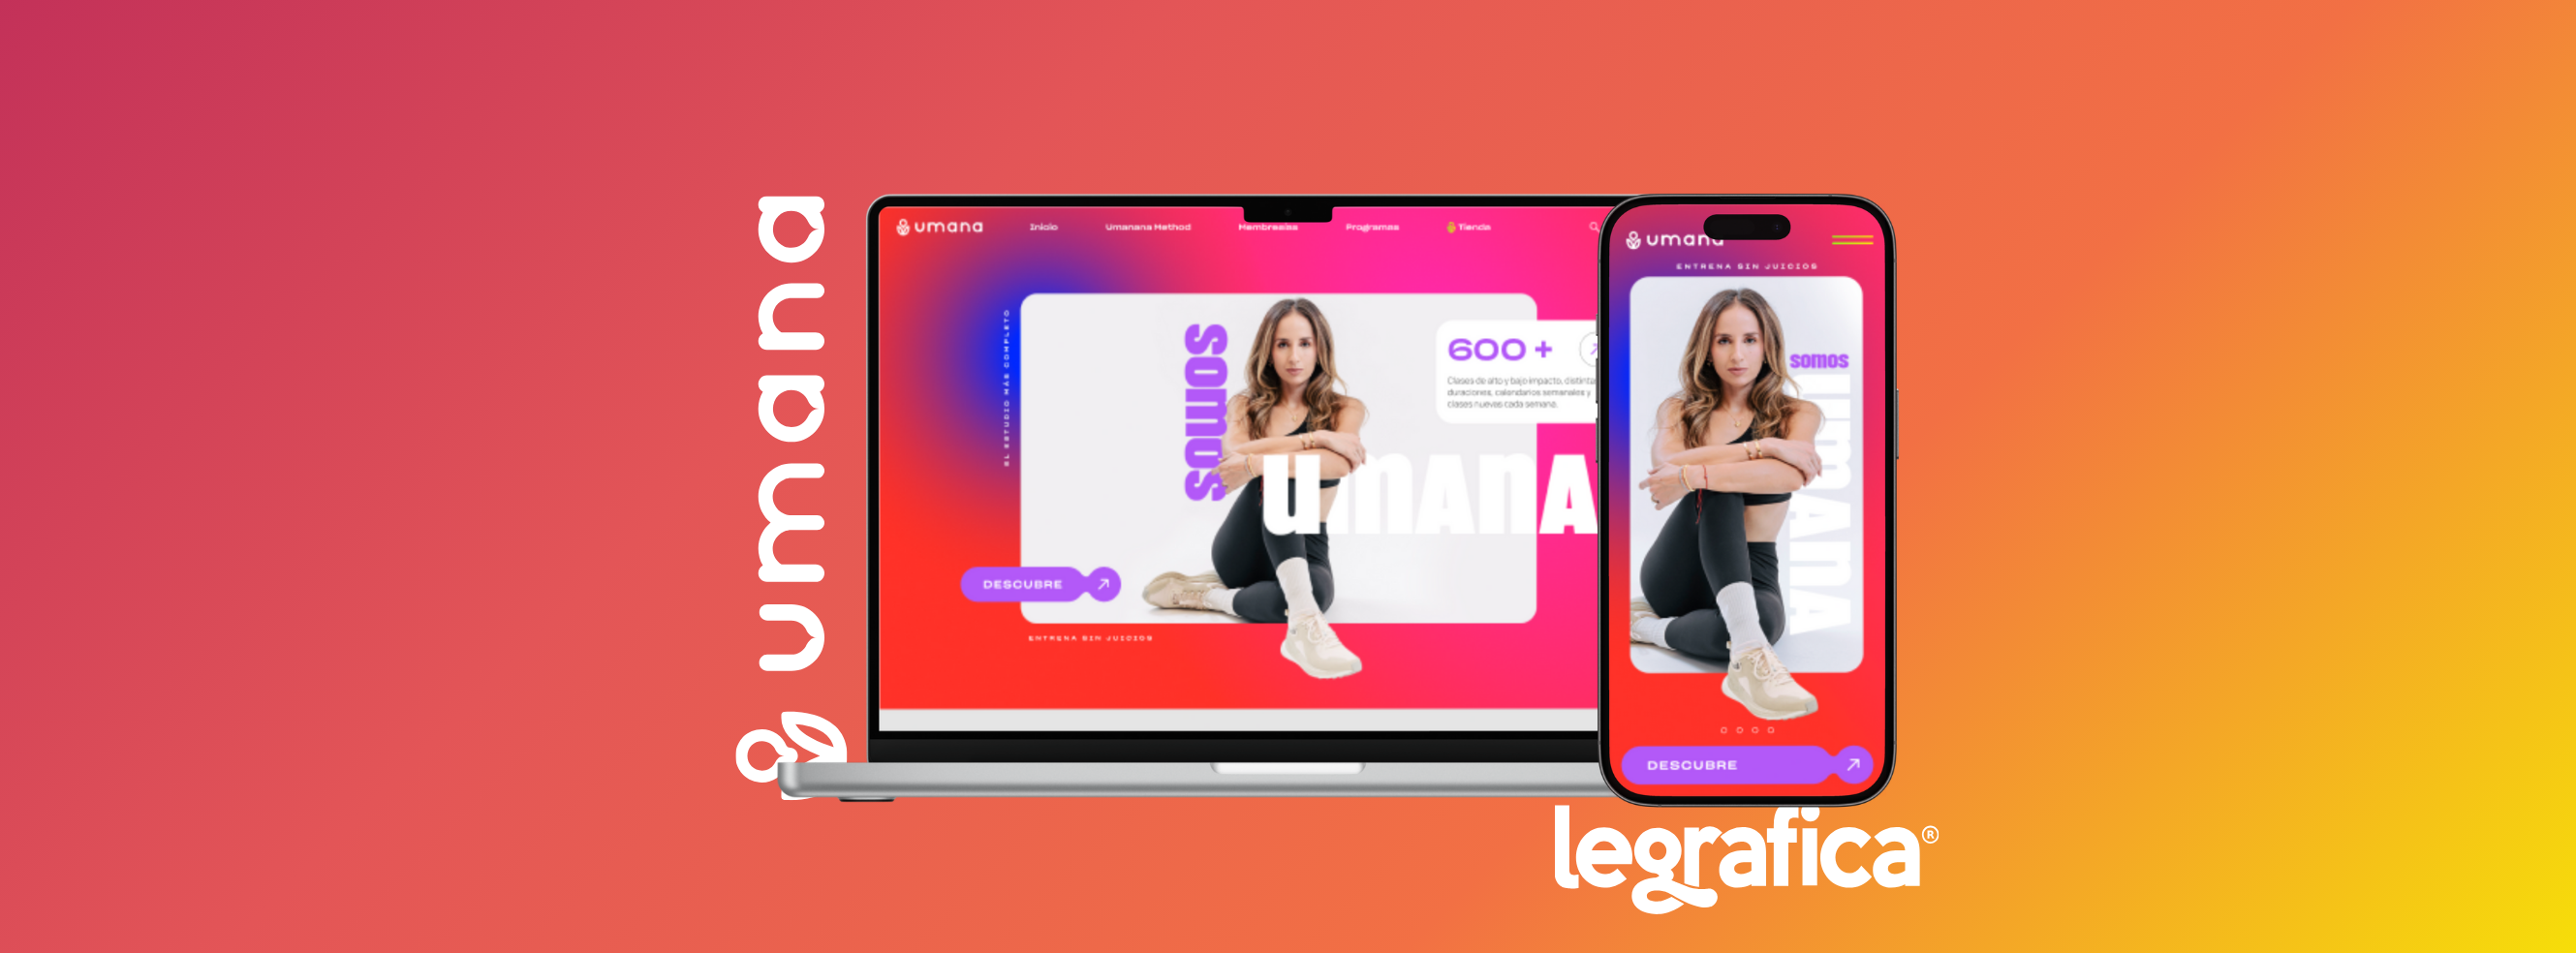 umana
umana
Inicio
Umanana Method
Membresías
Programas
Tienda
EL ESTUDIO MÁS COMPLETO
somos
umana
600 +
Clases de alto y bajo impacto, distinta
duraciones, calendarios semanales y
clases nuevas cada semana.
DESCUBRE
ENTRENA SIN JUICIOS
umana
ENTRENA SIN JUICIOS
somos
umana
DESCUBRE
legrafica®